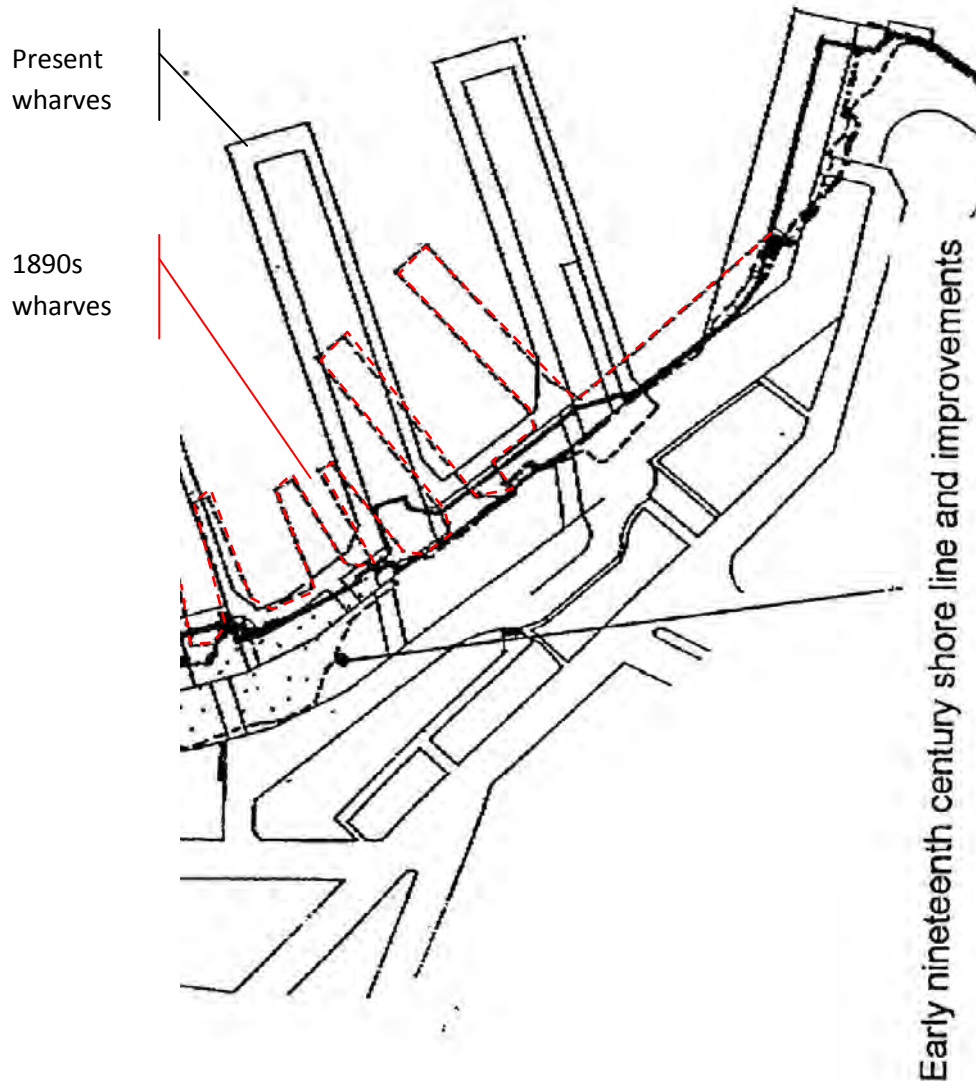 Present
wharves
1890s
wharves
Early nineteenth century shore line and improvements